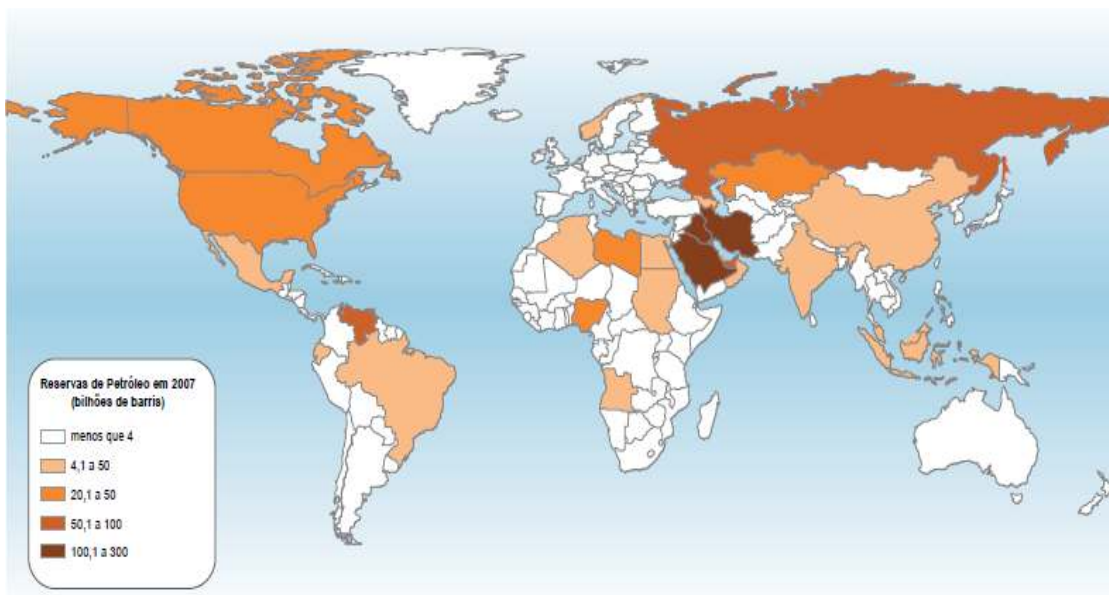 Reservas de Petróleo em 2007
(bilhões de barris)
menos que 4
4,1 a 50
20,1 a 50
50,1 a 100
100,1 a 300